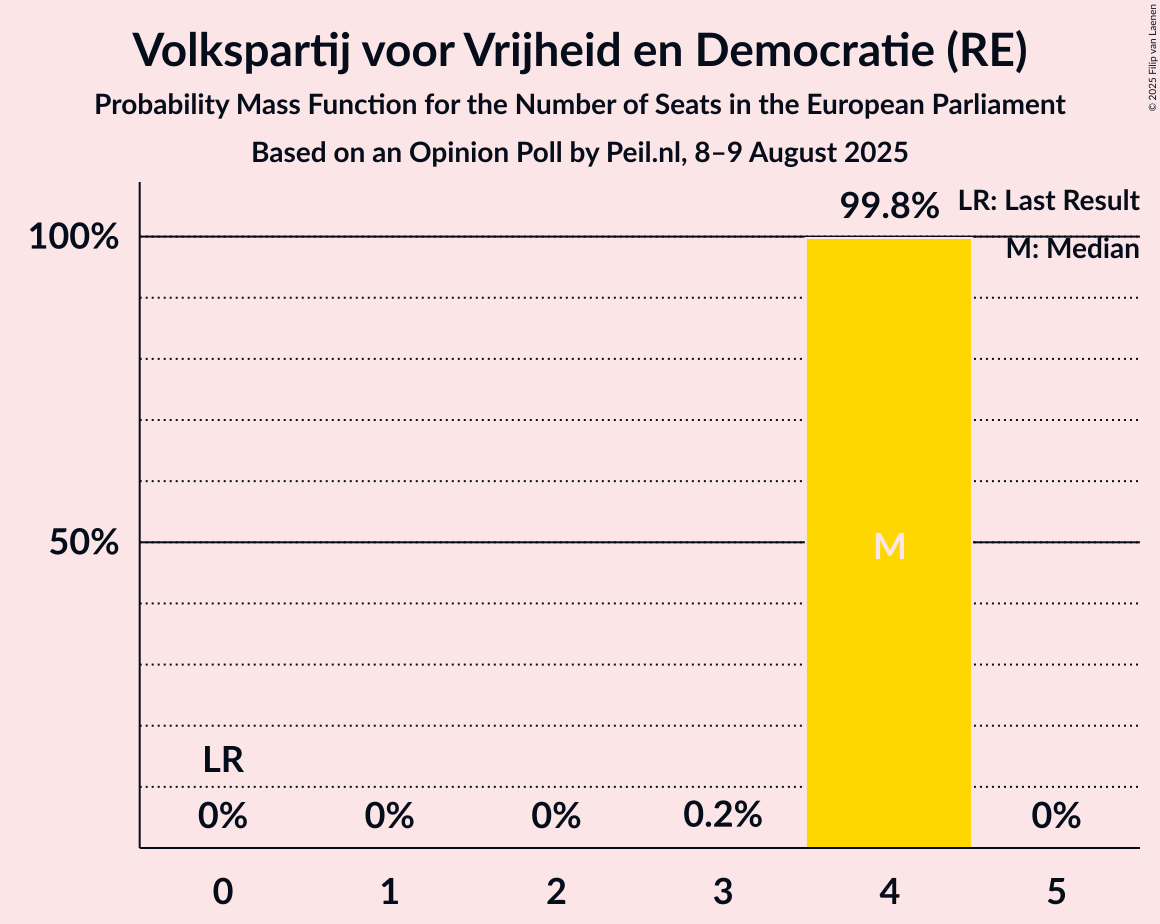 Volkspartij voor Vrijheid en Democratie (RE)
Probability Mass Function for the Number of Seats in the European Parliament
Based on an Opinion Poll by Peil.nl, 8–9 August 2025
© 2025 Filip van Laenen
99.8%
LR: Last Result
100%
M: Median
50%
M
LR
0%
0%
0%
0.2%
0%
0
1
2
3
4
5